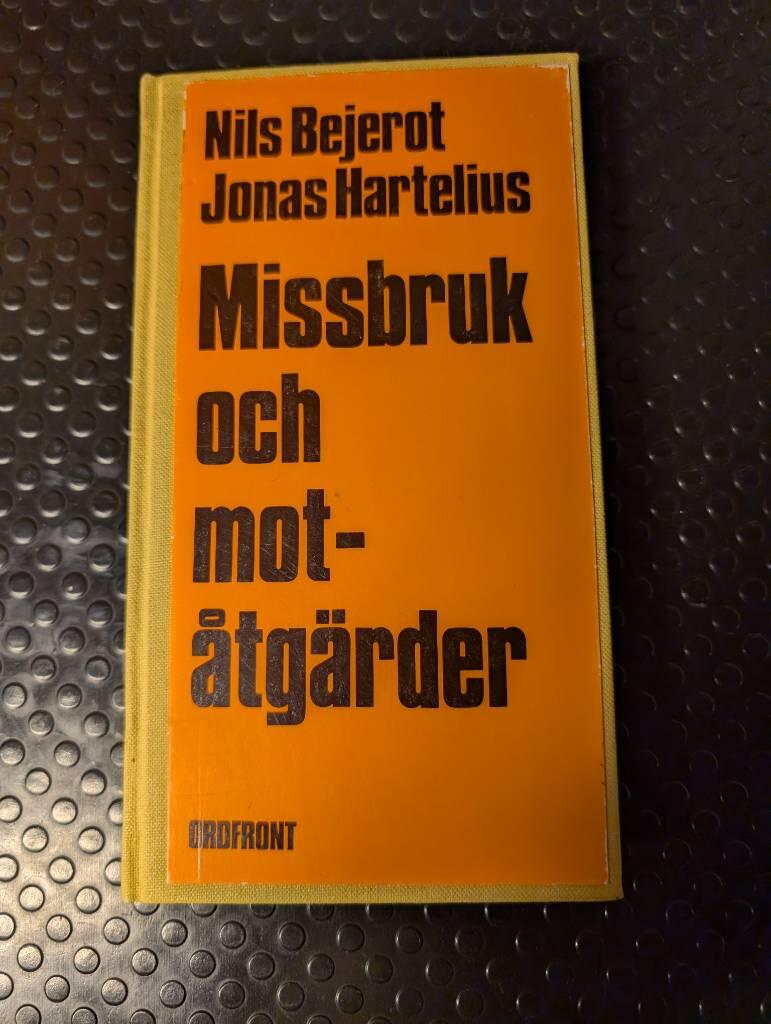 Nils Bejerot
Jonas Hartelius
Missbruk
och
mot-
åtgärder
ORDFRONT